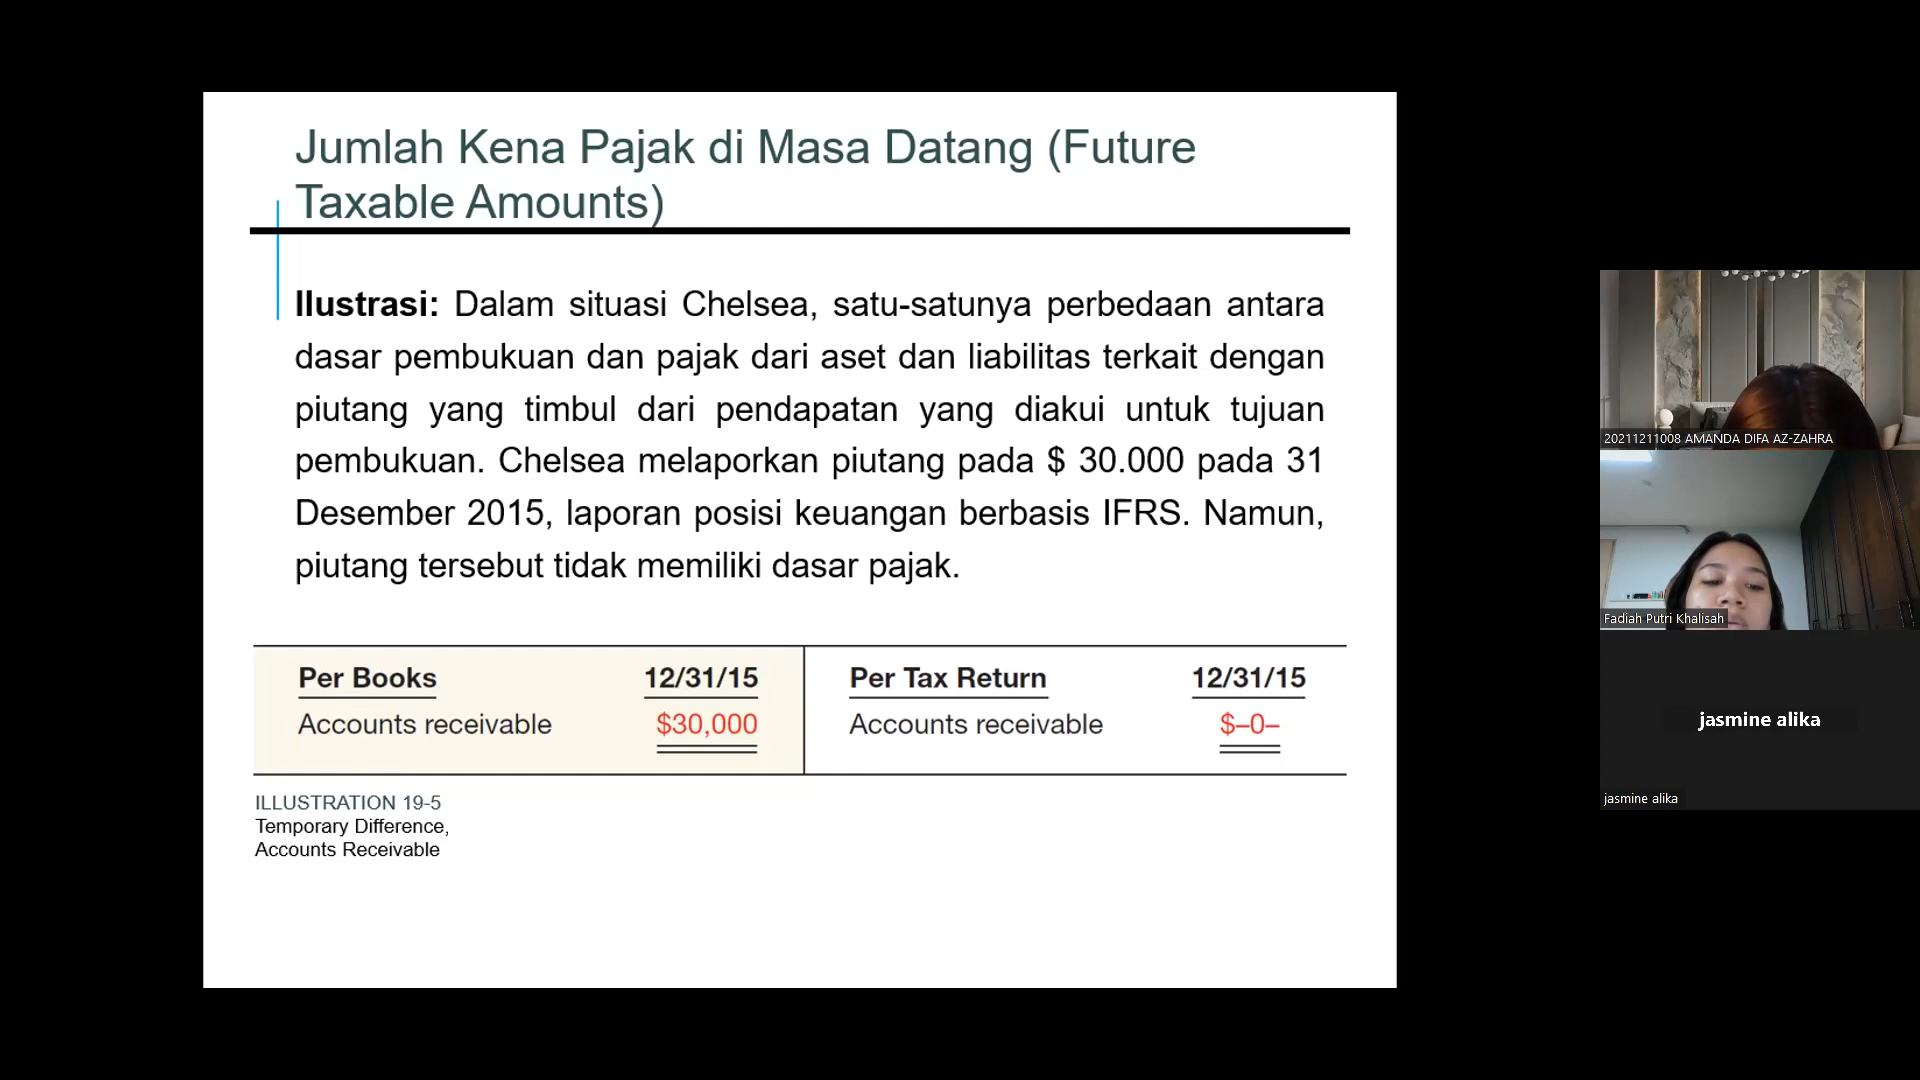 Jumlah Kena Pajak di Masa Datang (Future
Taxable Amounts)
Ilustrasi: Dalam situasi Chelsea, satu-satunya perbedaan antara
dasar pembukuan dan pajak dari aset dan liabilitas terkait dengan
piutang yang timbul dari pendapatan yang diakui untuk tujuan
pembukuan. Chelsea melaporkan piutang pada $ 30.000 pada 31
Desember 2015, laporan posisi keuangan berbasis IFRS. Namun,
piutang tersebut tidak memiliki dasar pajak.
Per Books 12/31/15 Per Tax Return 12/31/15
Accounts receivable $30,000 Accounts receivable $–0–
ILLUSTRATION 19-5
Temporary Difference,
Accounts Receivable
20211211008 AMANDA DIFA AZ-ZAHRA
Fadiah Putri Khalisah
jasmine alika
jasmine alika